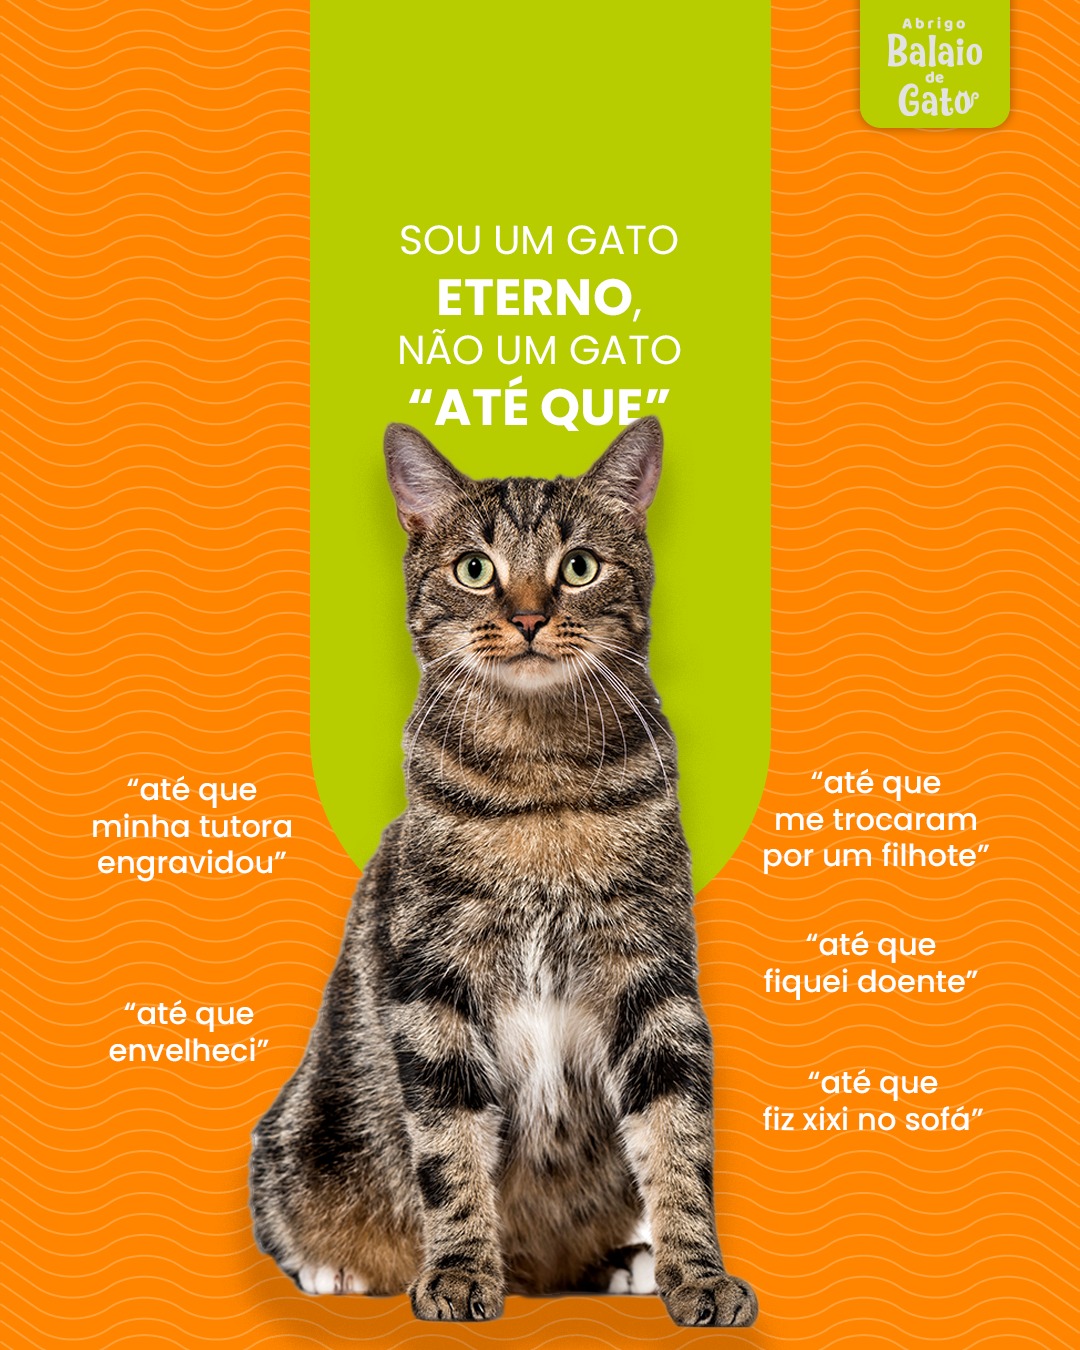 Abrigo
Balaio
de
Gato
SOU UM GATO
ETERNO,
NÃO UM GATO
“ATÉ QUE”
“até que
minha tutora
engravidou”
“até que
envelheci”
“até que
me trocaram
por um filhote”
“até que
fiquei doente”
“até que
fiz xixi no sofá”